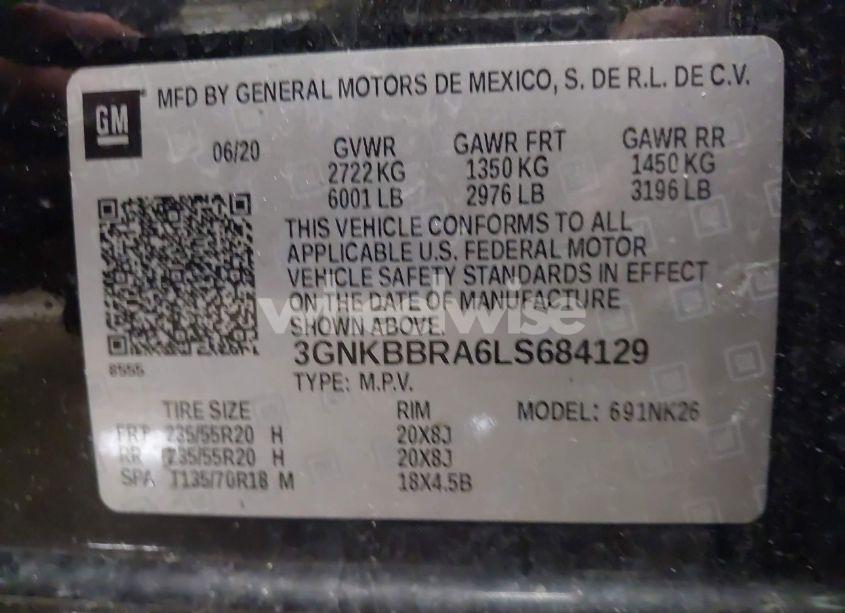 GM
MFD BY GENERAL MOTORS DE MEXICO, S. DE R.L. DE C.V.
06/20 GVWR GAWR FRT GAWR RR
2722 KG 1350 KG 1450 KG
6001 LB 2976 LB 3196 LB
THIS VEHICLE CONFORMS TO ALL
APPLICABLE U.S. FEDERAL MOTOR
VEHICLE SAFETY STANDARDS IN EFFECT
ON THE DATE OF MANUFACTURE
SHOWN ABOVE.
3GNKBBRA6LS684129
8555
TYPE: M.P.V.
TIRE SIZE RIM MODEL: 691NK26
FRT 235/55R20 H 20X8J
RR 235/55R20 H 20X8J
SPA T135/70R18 M 18X4.5B